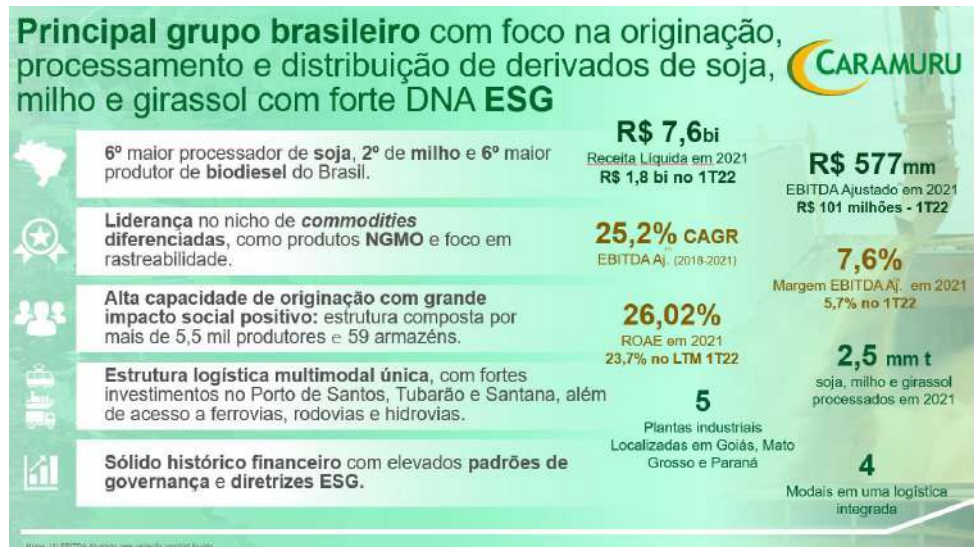 Principal grupo brasileiro com foco na originação,
processamento e distribuição de derivados de soja,
milho e girassol com forte DNA ESG
CARAMURU
6º maior processador de soja, 2º de milho e 6º maior
produtor de biodiesel do Brasil.
Liderança no nicho de commodities
diferenciadas, como produtos NGMO e foco em
rastreabilidade.
Alta capacidade de originação com grande
impacto social positivo: estrutura composta por
mais de 5,5 mil produtores e 59 armazéns.
Estrutura logística multimodal única, com fortes
investimentos no Porto de Santos, Tubarão e Santana, além
de acesso a ferrovias, rodovias e hidrovias.
Sólido histórico financeiro com elevados padrões de
governança e diretrizes ESG.
R$ 7,6bi
Receita Líquida em 2021
R$ 1,8 bi no 1T22
25,2% CAGR
EBITDA Aj. (2018-2021)
26,02%
ROAE em 2021
23,7% no LTM 1T22
5
Plantas industriais
Localizadas em Goiás, Mato
Grosso e Paraná
R$ 577mm
EBITDA Ajustado em 2021
R$ 101 milhões - 1T22
7,6%
Margem EBITDA Aj. em 2021
5,7% no 1T22
2,5 mm t
soja, milho e girassol
processados em 2021
4
Modais em uma logística
integrada